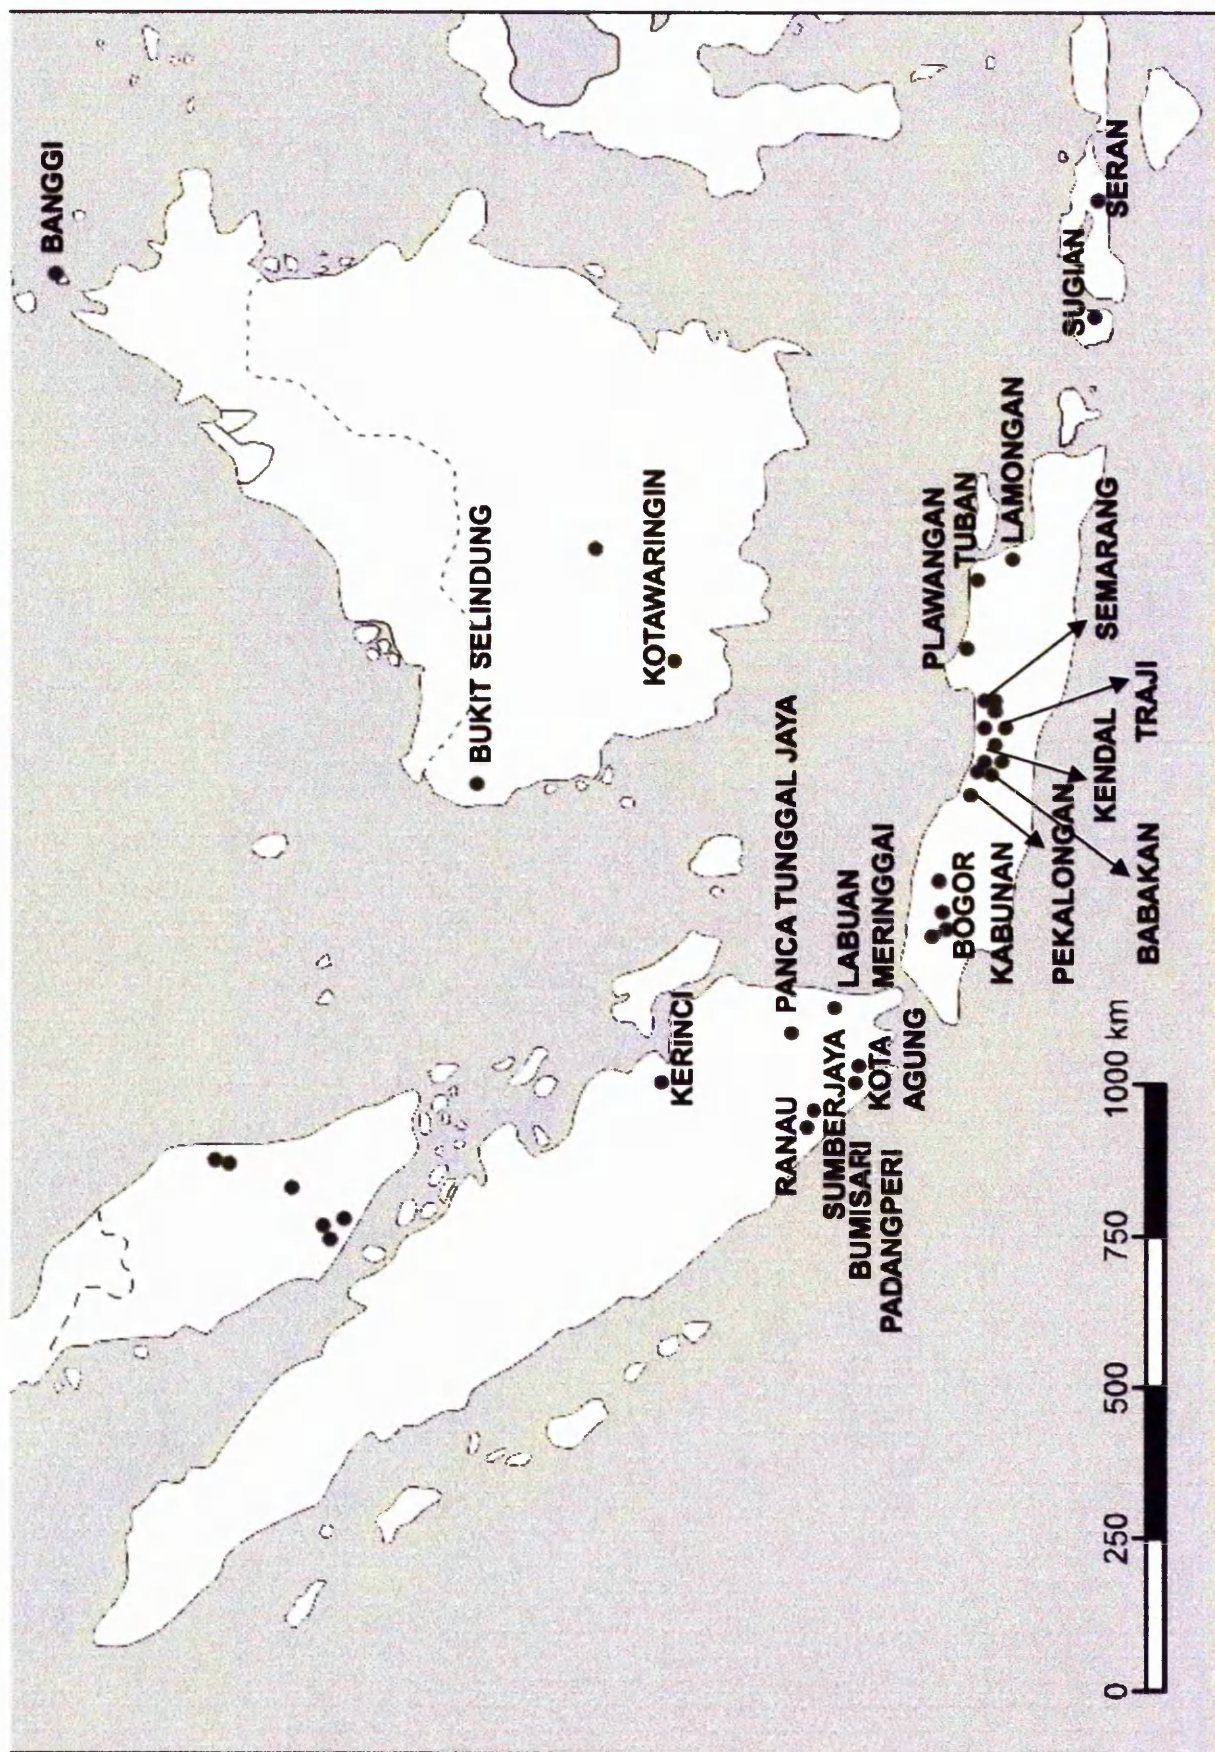 BANGGI
BUKIT SELINDUNG
KOTAWARINGIN
SUGIAN
SERAN
KERINCI
PANCA TUNGGAL JAYA
RANAU
SUMBERJAYA
BUMISARI
PADANGPERI
KOTA
AGUNG
LABUAN
MERINGGAI
PLAWANGAN
TUBAN
LAMONGAN
BOGOR
KABUNAN
PEKALONGAN
BABAKAN
KENDAL
TRAJI
SEMARANG
0 250 500 750 1000 km